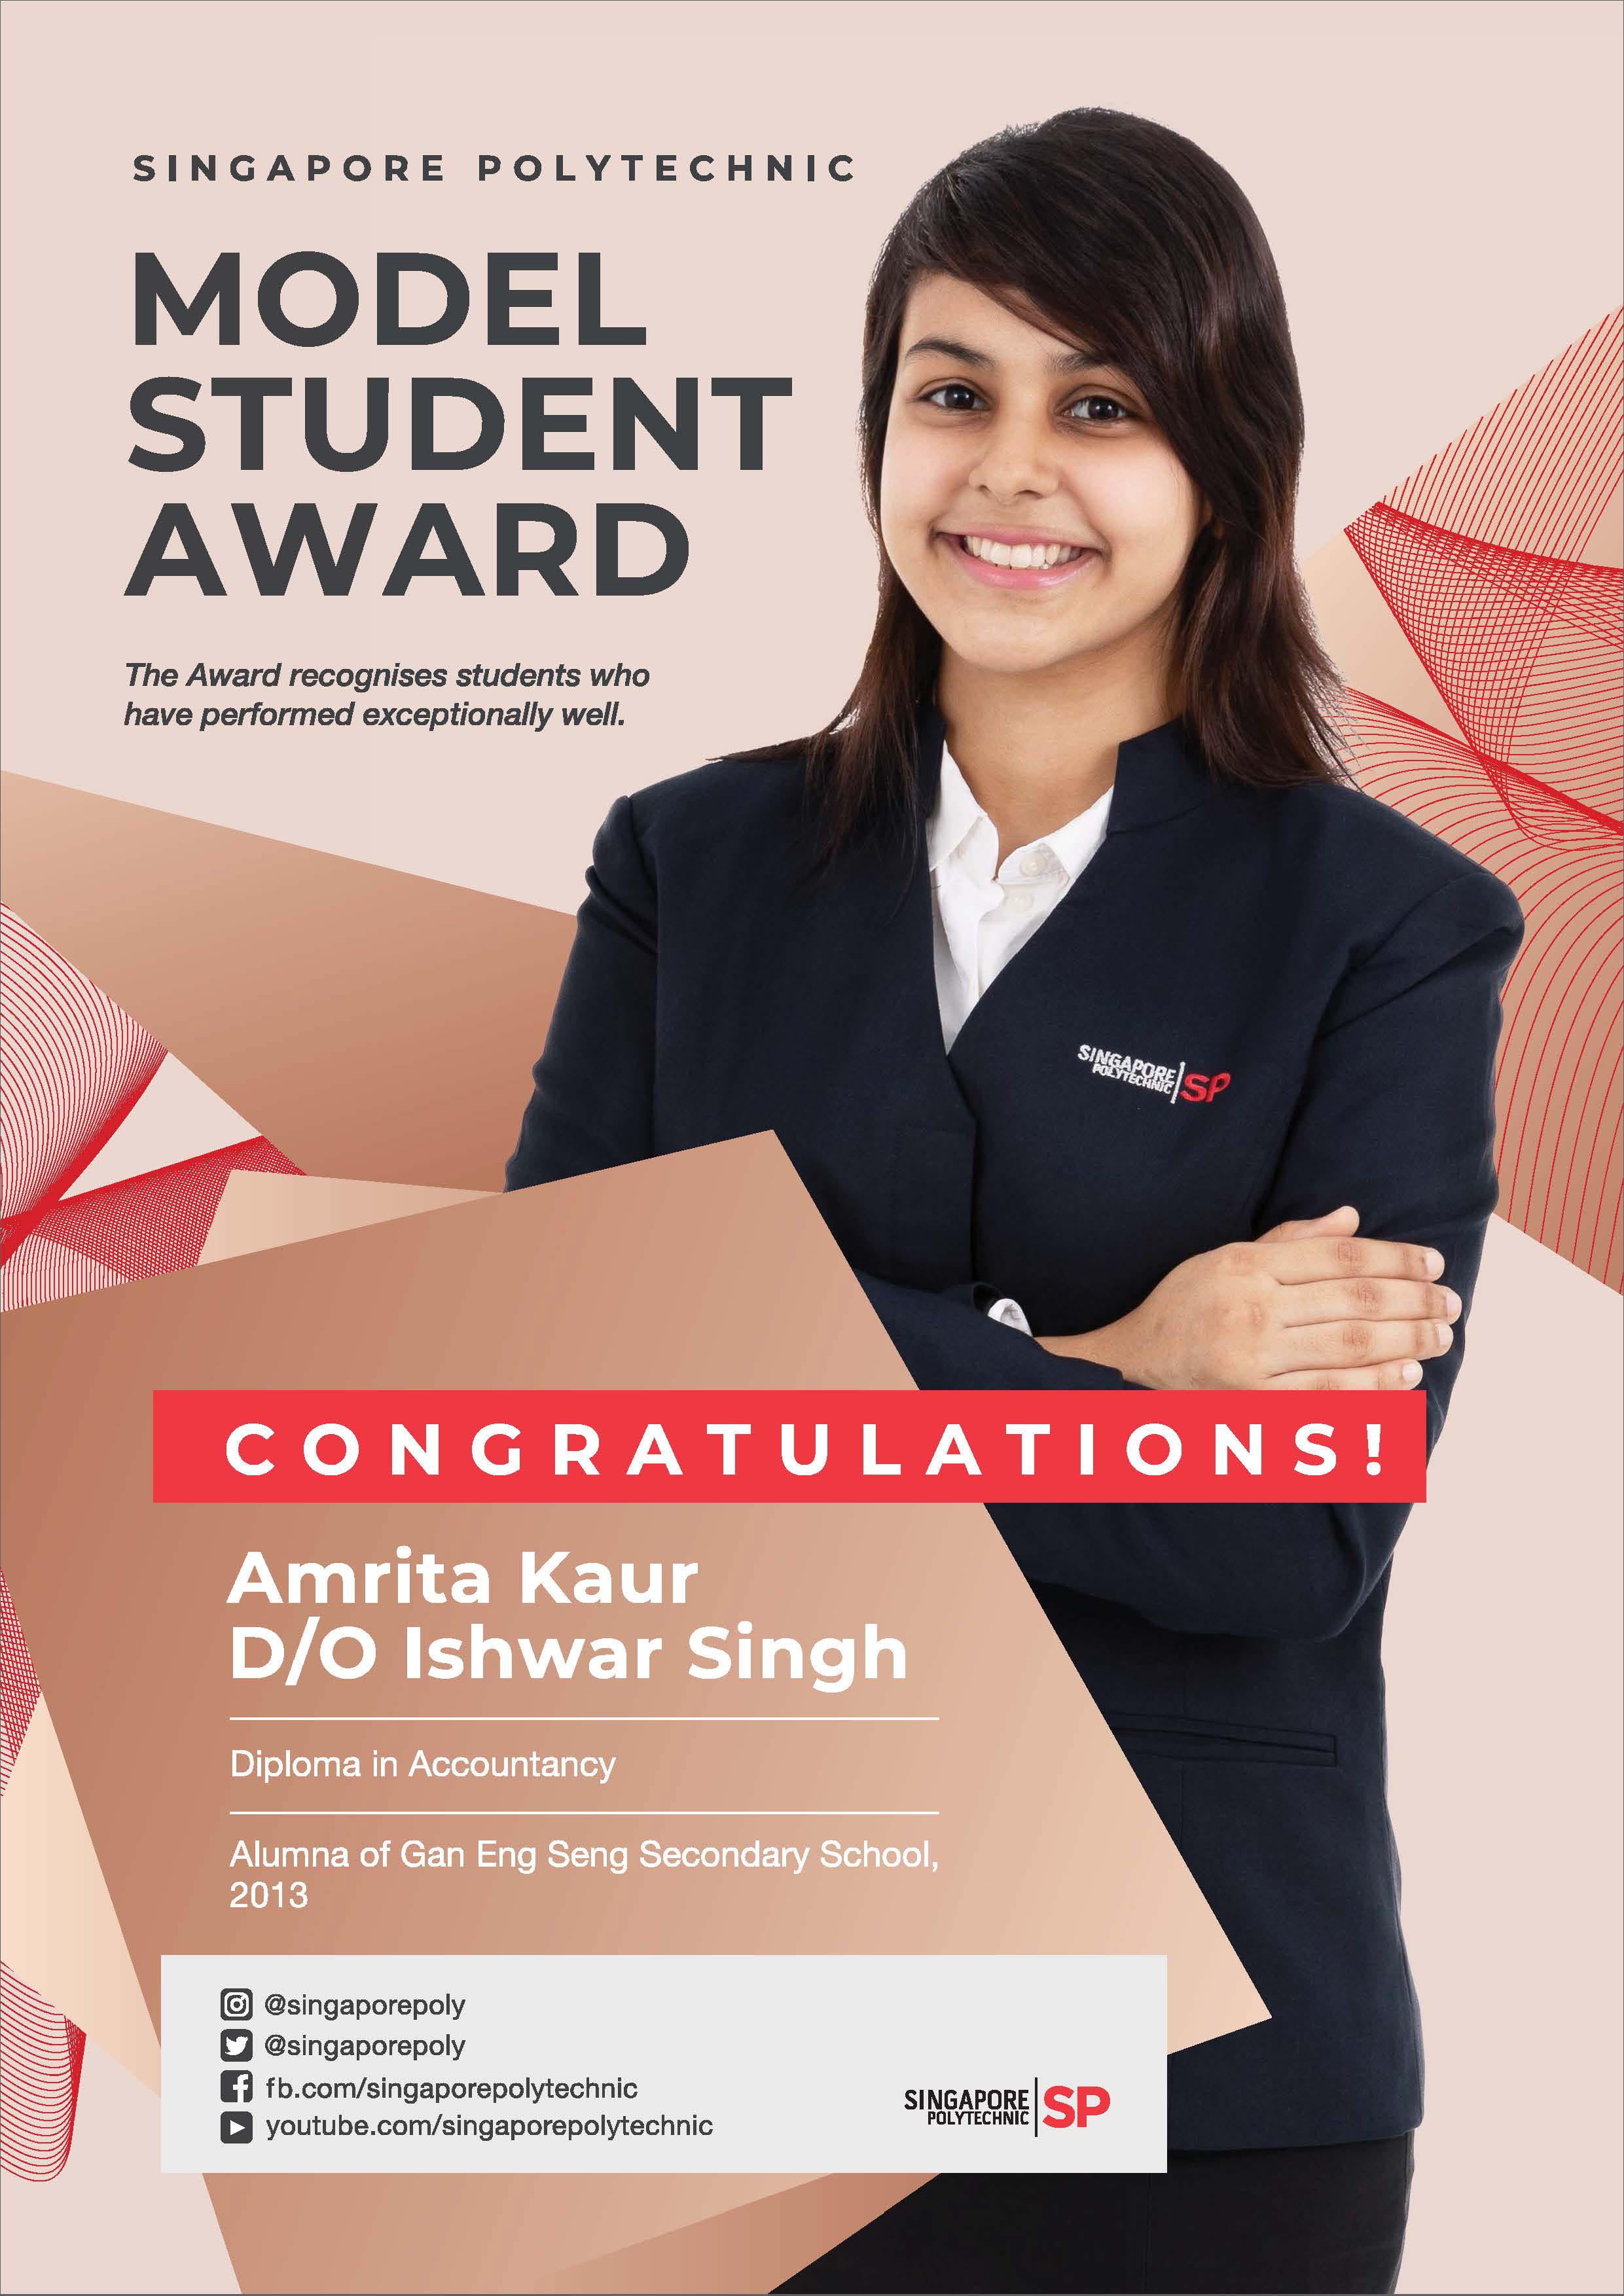 SINGAPORE POLYTECHNIC
MODEL
STUDENT
AWARD
The Award recognises students who
have performed exceptionally well.
SINGAPORE
POLYTECHNIC
SP
CONGRATULATIONS!
Amrita Kaur
D/O Ishwar Singh
Diploma in Accountancy
Alumna of Gan Eng Seng Secondary School,
2013
@singaporepoly
@singaporepoly
fb.com/singaporepolytechnic
youtube.com/singaporepolytechnic
SINGAPORE
POLYTECHNIC
SP